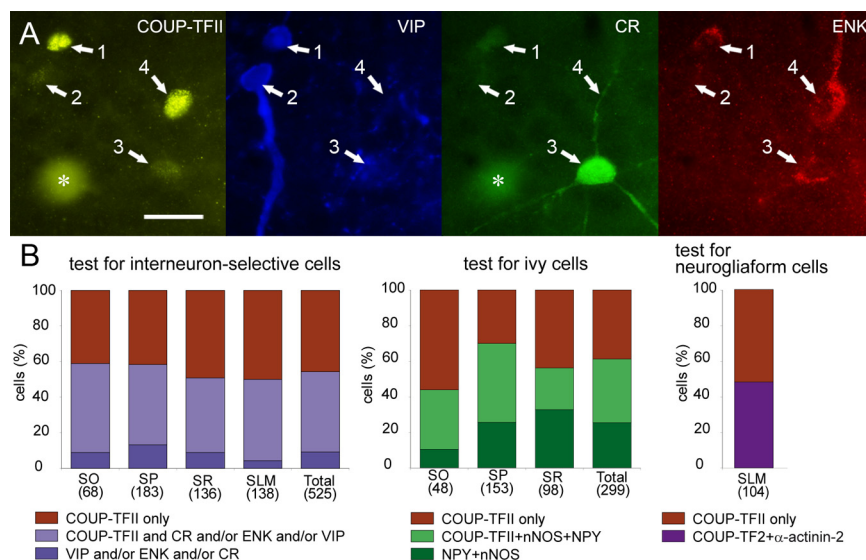 A
COUP-TFII
VIP
CR
ENK
1
2
3
4
*
1
2
4
3
1
2
4
3
1
2
4
3
B
test for interneuron-selective cells
cells (%)
100
80
60
40
20
0
SO SP SR SLM Total
(68) (183) (136) (138) (525)
COUP-TFII only
COUP-TFII and CR and/or ENK and/or VIP
VIP and/or ENK and/or CR
test for ivy cells
cells (%)
100
80
60
40
20
0
SO SP SR Total
(48) (153) (98) (299)
COUP-TFII only
COUP-TFII+nNOS+NPY
NPY+nNOS
test for
neurogliaform cells
cells (%)
100
80
60
40
20
0
SLM
(104)
COUP-TFII only
COUP-TF2+α-actinin-2